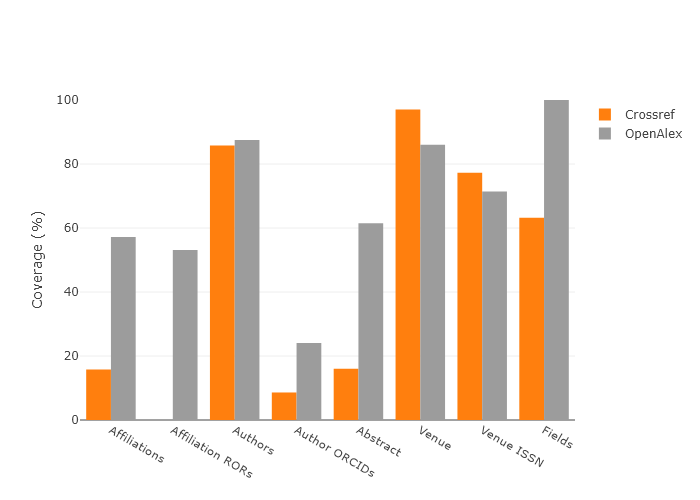 100
80
60
40
20
0
Coverage (%)
Affiliations
Affiliation RORs
Authors
Author ORCIDs
Abstract
Venue
Venue ISSN
Fields
Crossref
OpenAlex